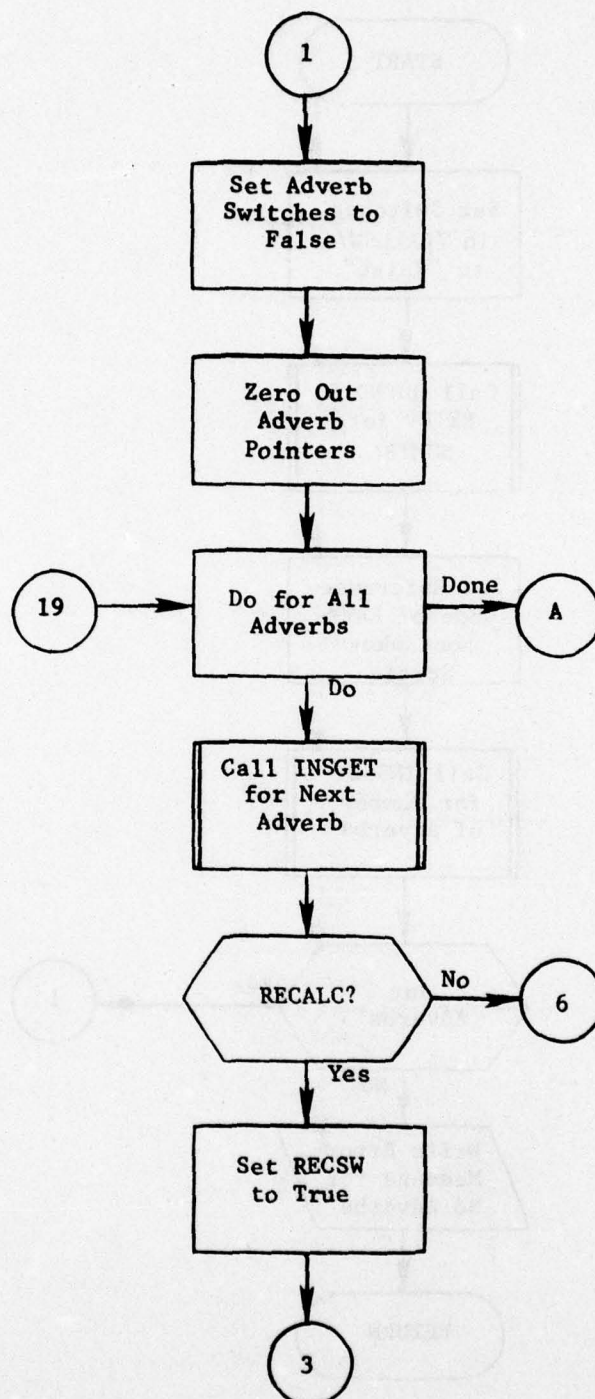 1
Set Adverb
Switches to
False
Zero Out
Adverb
Pointers
19
Do for All
Adverbs
Done
A
Do
Call INSGET
for Next
Adverb
RECALC?
No
6
Yes
Set RECSW
to True
3